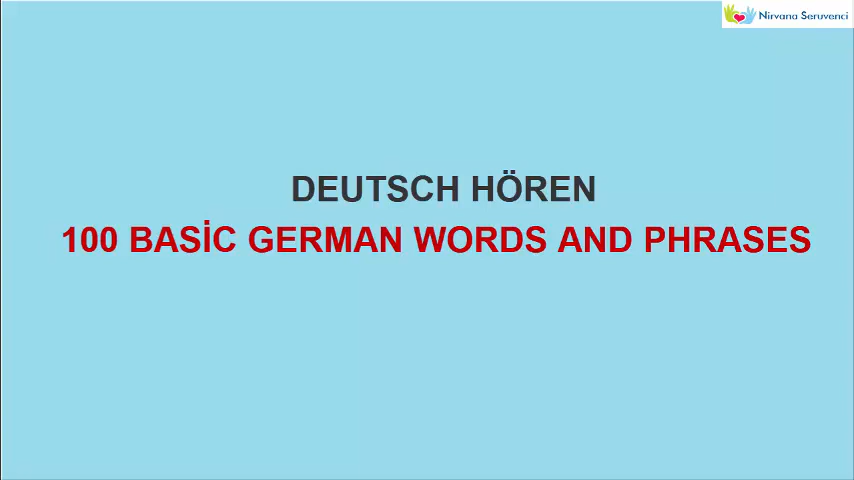 Nirvana Seruvenci
DEUTSCH HÖREN
100 BASİC GERMAN WORDS AND PHRASES